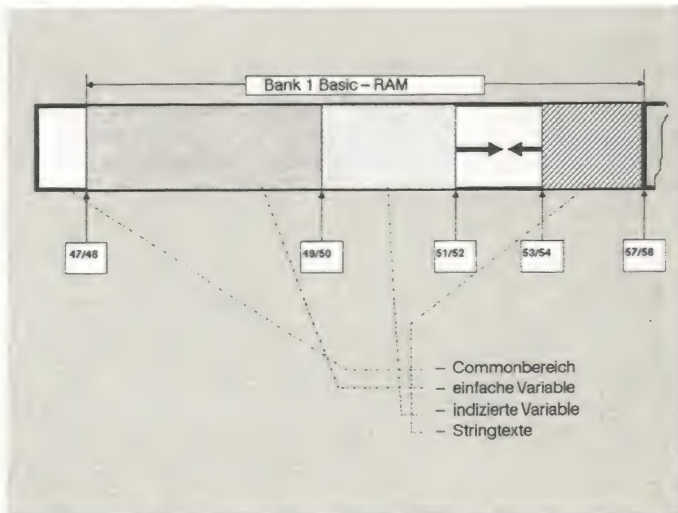 Bank 1 Basic – RAM
47/48
49/50
51/52
53/54
57/58
– Commonbereich
– einfache Variable
– indizierte Variable
– Stringtexte